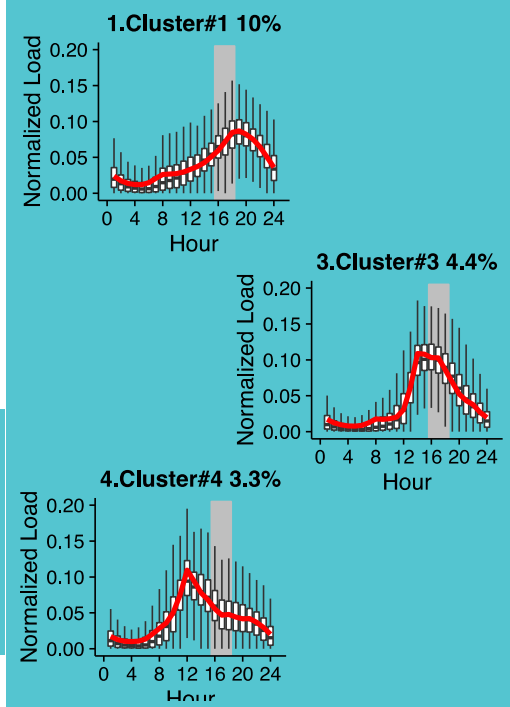 1.Cluster#1 10%
Normalized Load
0.20
0.15
0.10
0.05
0.00
0 4 8 12 16 20 24
Hour
3.Cluster#3 4.4%
Normalized Load
0.20
0.15
0.10
0.05
0.00
0 4 8 12 16 20 24
Hour
4.Cluster#4 3.3%
Normalized Load
0.20
0.15
0.10
0.05
0.00
0 4 8 12 16 20 24
Hour